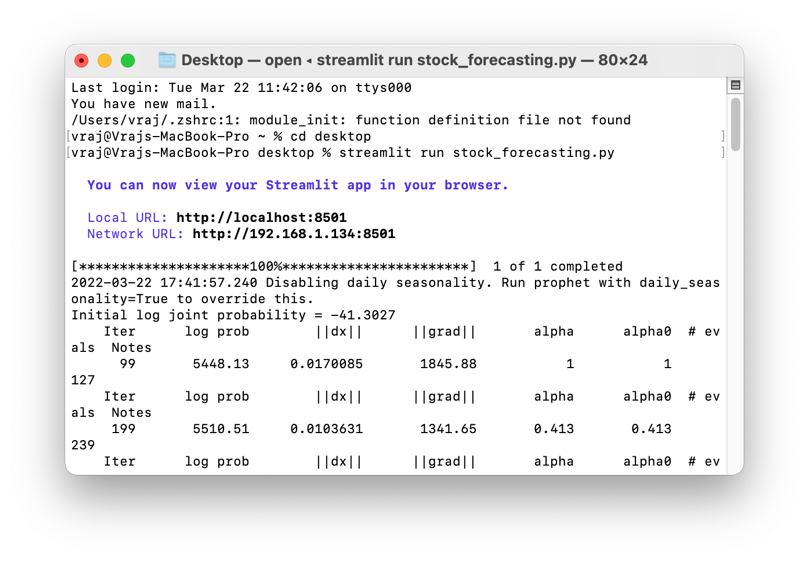 Desktop — open ◂ streamlit run stock_forecasting.py — 80×24
Last login: Tue Mar 22 11:42:06 on ttys000
You have new mail.
/Users/vraj/.zshrc:1: module_init: function definition file not found
[vraj@Vrajs-MacBook-Pro ~ % cd desktop ]
[vraj@Vrajs-MacBook-Pro desktop % streamlit run stock_forecasting.py ]
You can now view your Streamlit app in your browser.
Local URL: http://localhost:8501
Network URL: http://192.168.1.134:8501
[*********************100%***********************]  1 of 1 completed
2022-03-22 17:41:57.240 Disabling daily seasonality. Run prophet with daily_seas
onality=True to override this.
Initial log joint probability = -41.3027
Iter log prob ||dx|| ||grad|| alpha alpha0 # ev
als Notes
99 5448.13 0.0170085 1845.88 1 1
127
Iter log prob ||dx|| ||grad|| alpha alpha0 # ev
als Notes
199 5510.51 0.0103631 1341.65 0.413 0.413
239
Iter log prob ||dx|| ||grad|| alpha alpha0 # ev